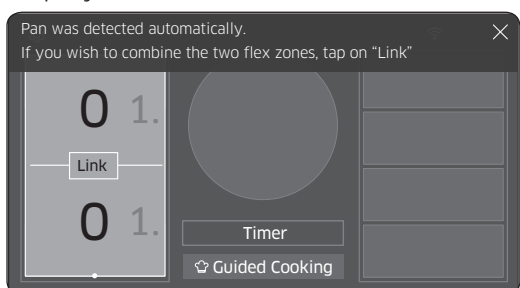 Pan was detected automatically.
If you wish to combine the two flex zones, tap on “Link”
0 1.
Link
0 1.
Timer
Guided Cooking